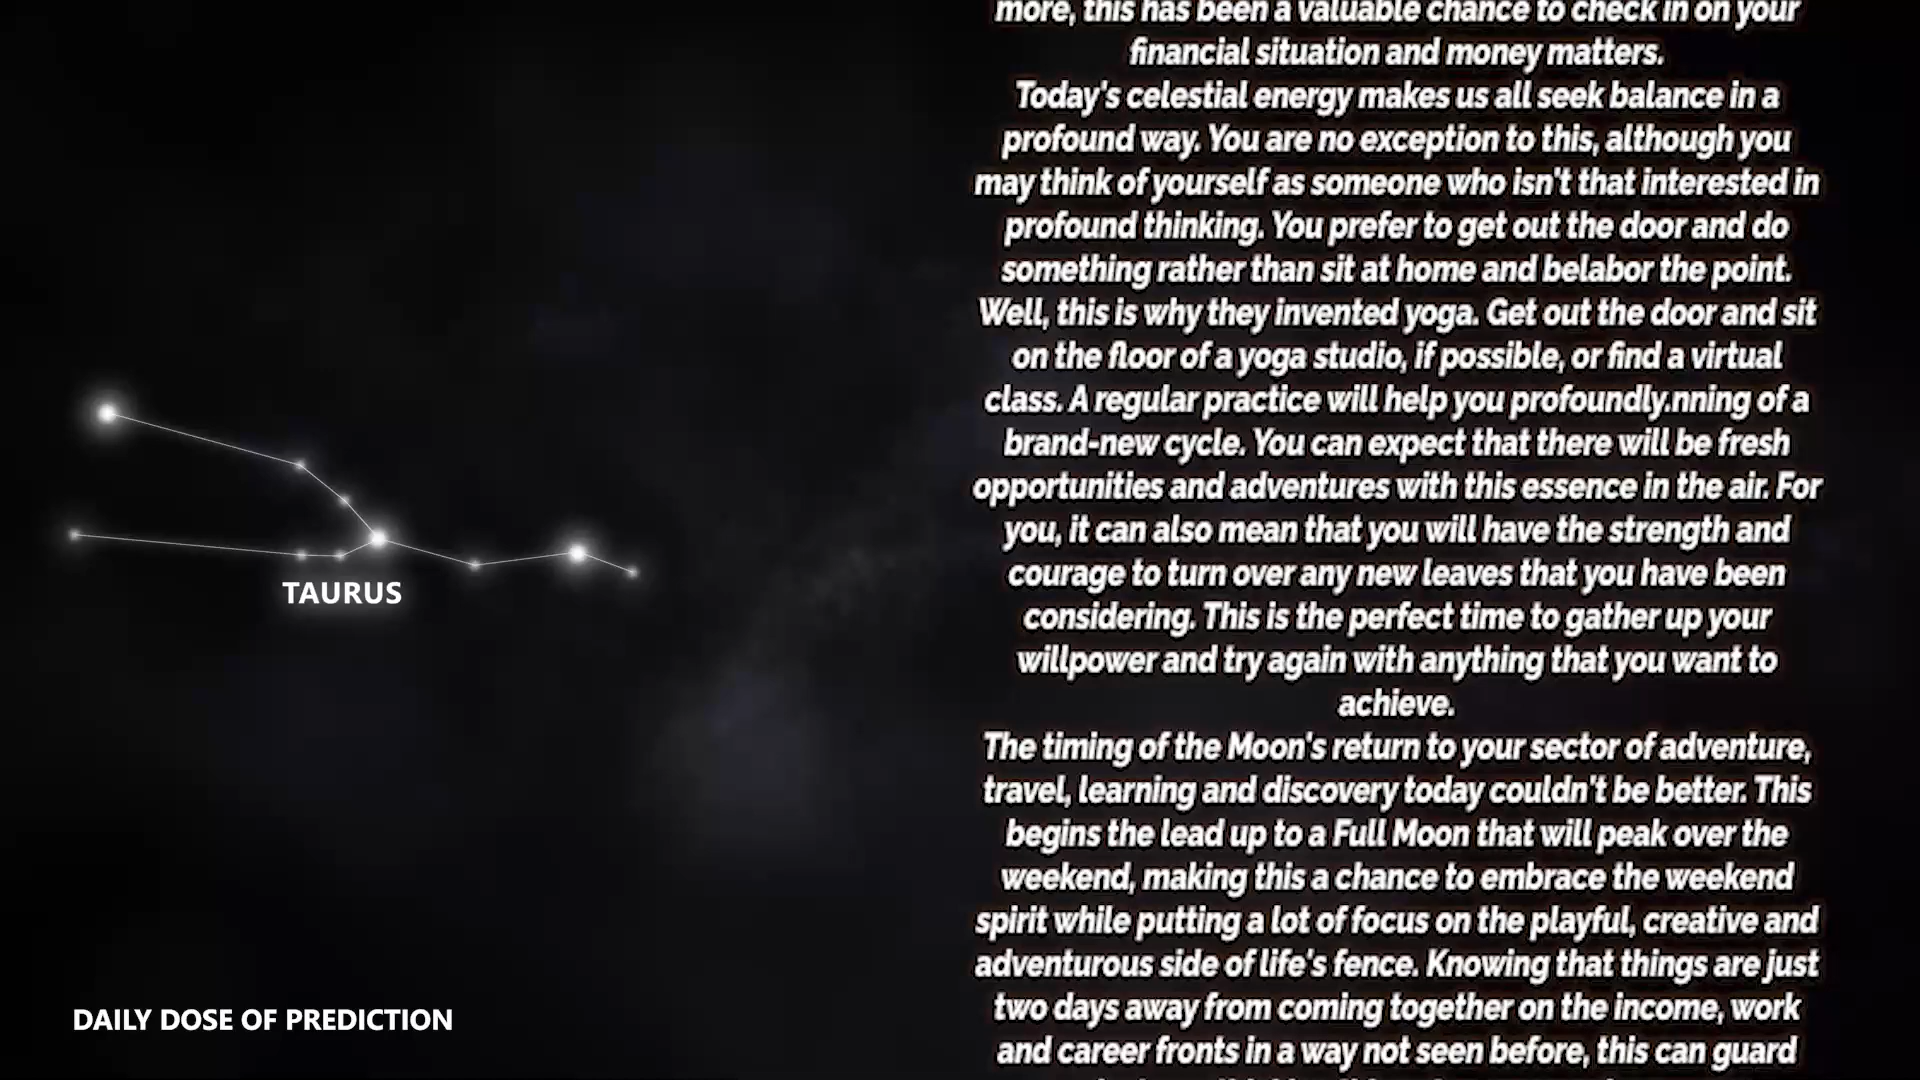 more, this has been a valuable chance to check in on your
financial situation and money matters.
Today's celestial energy makes us all seek balance in a
profound way. You are no exception to this, although you
may think of yourself as someone who isn't that interested in
profound thinking. You prefer to get out the door and do
something rather than sit at home and belabor the point.
Well, this is why they invented yoga. Get out the door and sit
on the floor of a yoga studio, if possible, or find a virtual
class. A regular practice will help you profoundly.nning of a
brand-new cycle. You can expect that there will be fresh
opportunities and adventures with this essence in the air. For
you, it can also mean that you will have the strength and
courage to turn over any new leaves that you have been
considering. This is the perfect time to gather up your
willpower and try again with anything that you want to
achieve.
The timing of the Moon's return to your sector of adventure,
travel, learning and discovery today couldn't be better. This
begins the lead up to a Full Moon that will peak over the
weekend, making this a chance to embrace the weekend
spirit while putting a lot of focus on the playful, creative and
adventurous side of life's fence. Knowing that things are just
two days away from coming together on the income, work
and career fronts in a way not seen before, this can guard
TAURUS
DAILY DOSE OF PREDICTION